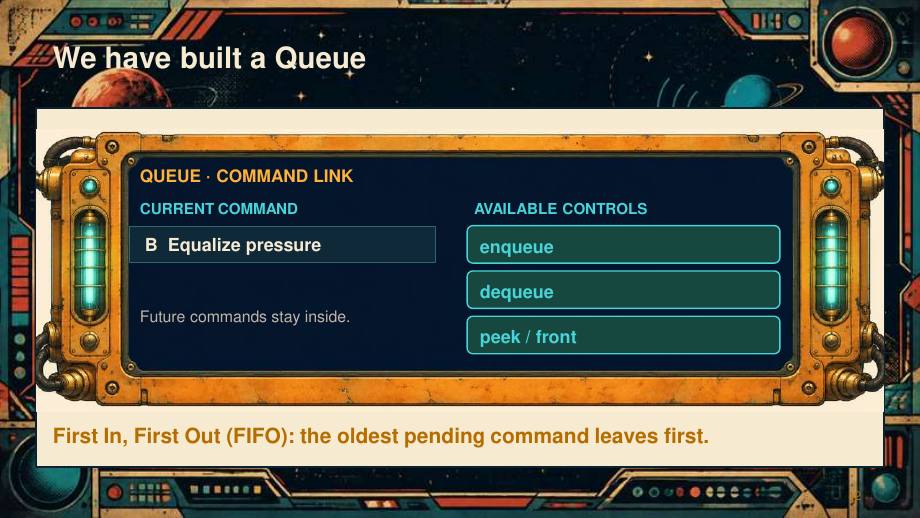 We have built a Queue
QUEUE · COMMAND LINK
CURRENT COMMAND
B Equalize pressure
Future commands stay inside.
AVAILABLE CONTROLS
enqueue
dequeue
peek / front
First In, First Out (FIFO): the oldest pending command leaves first.